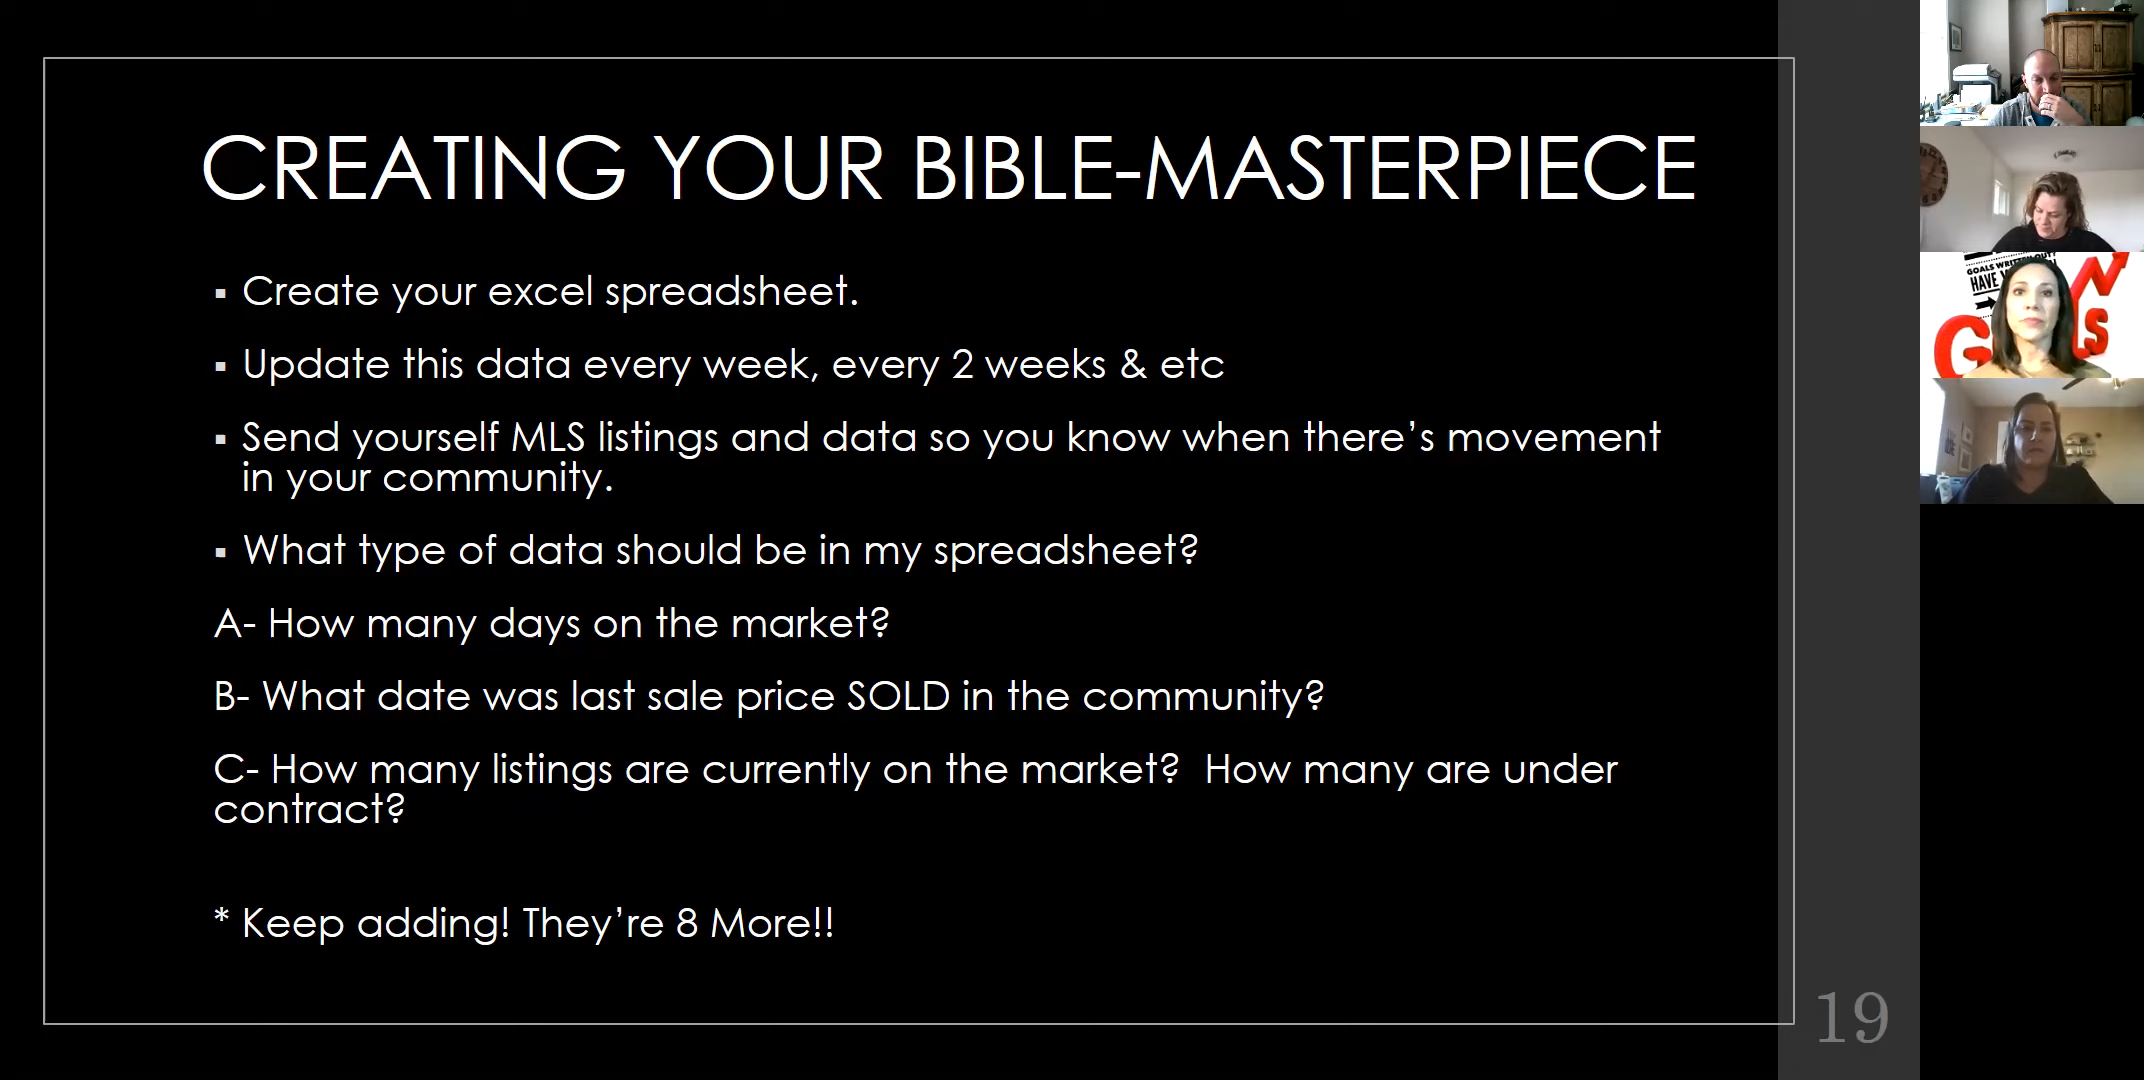 CREATING YOUR BIBLE-MASTERPIECE
▪ Create your excel spreadsheet.
▪ Update this data every week, every 2 weeks & etc
▪ Send yourself MLS listings and data so you know when there’s movement
in your community.
▪ What type of data should be in my spreadsheet?
A- How many days on the market?
B- What date was last sale price SOLD in the community?
C- How many listings are currently on the market?  How many are under
contract?
* Keep adding! They’re 8 More!!
19
GOALS
HAVE